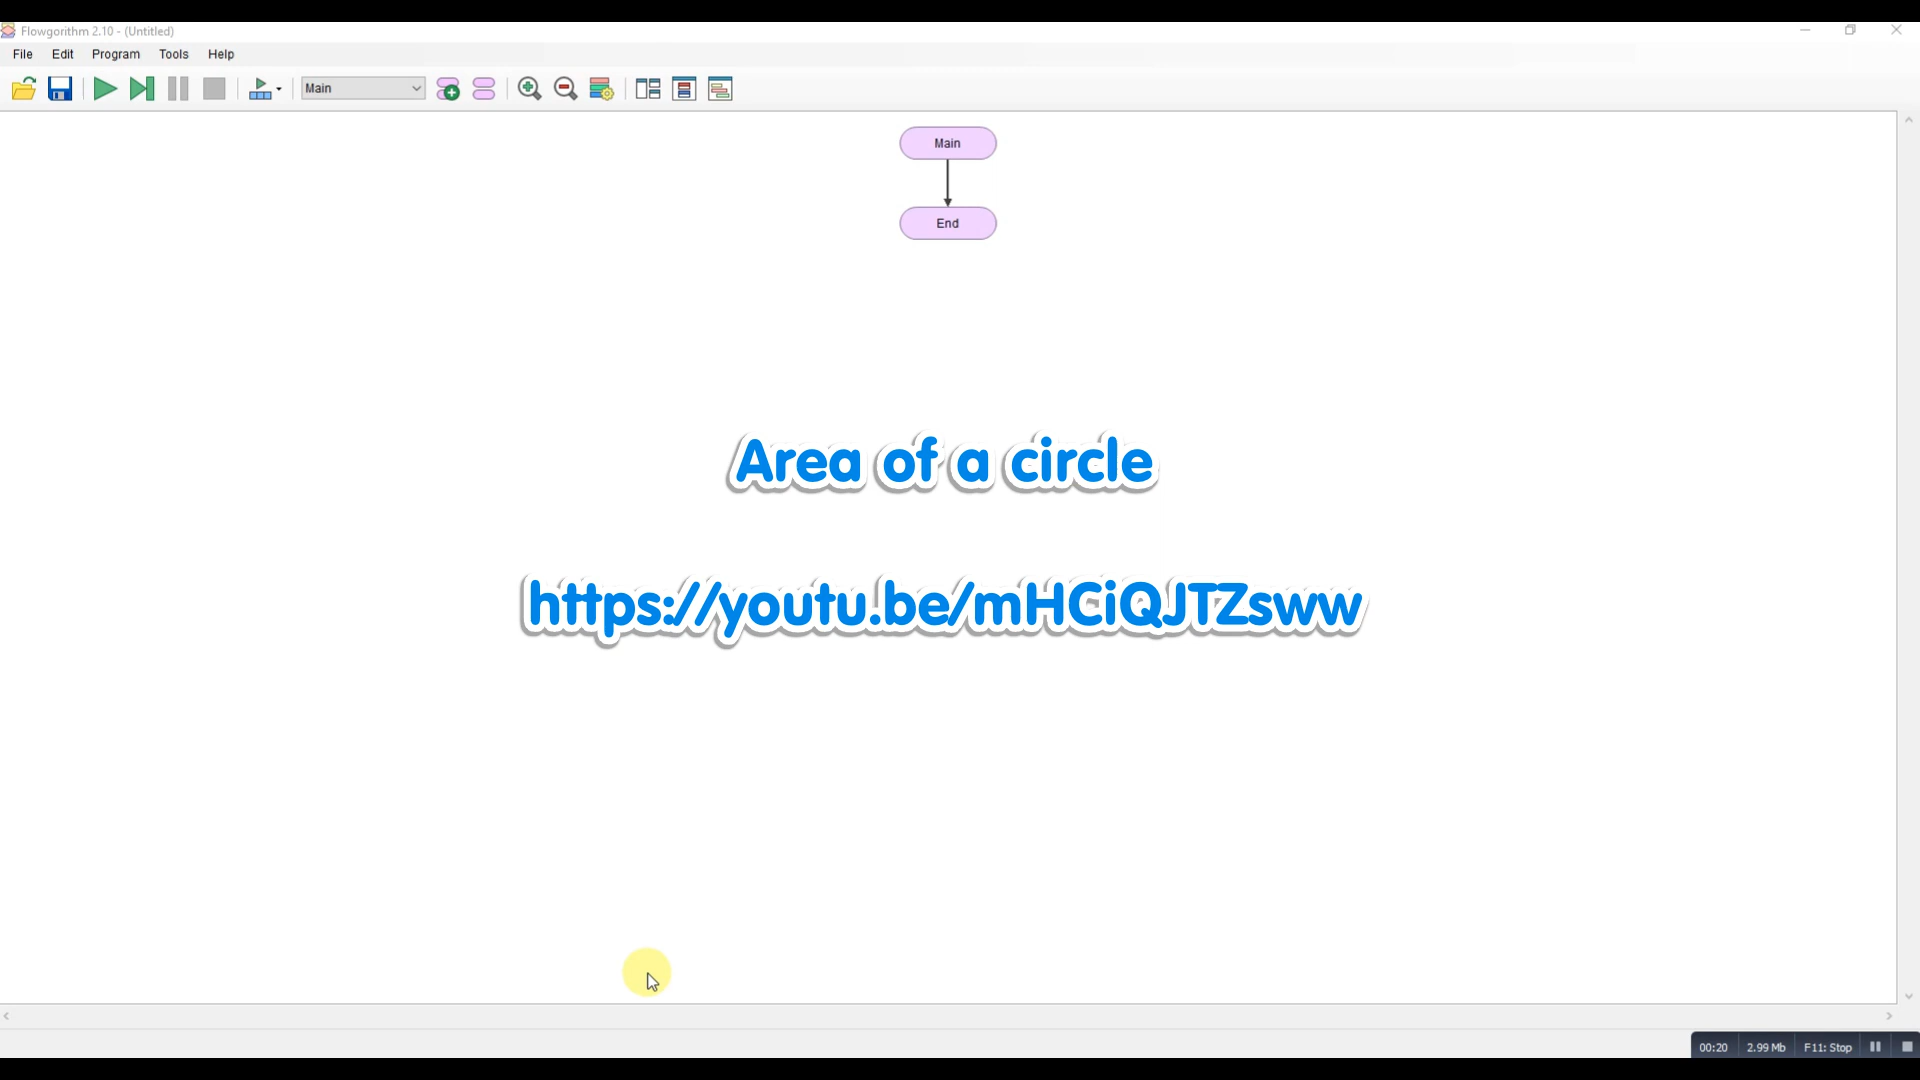 Flowgorithm 2.10 - (Untitled)
File Edit Program Tools Help
Main
Main
End
Area of a circle
https://youtu.be/mHCiQJTZsww
00:20 2.99 Mb F11: Stop